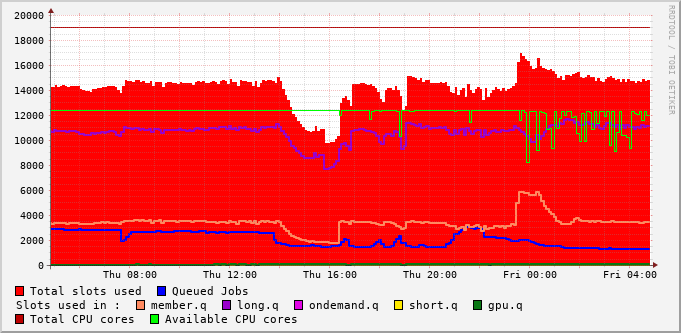 20000
18000
16000
14000
12000
10000
8000
6000
4000
2000
0
Thu 08:00 Thu 12:00 Thu 16:00 Thu 20:00 Fri 00:00 Fri 04:00
RRDTOOL / TOBI OETIKER
Total slots used Queued Jobs
Slots used in : member.q long.q ondemand.q short.q gpu.q
Total CPU cores Available CPU cores